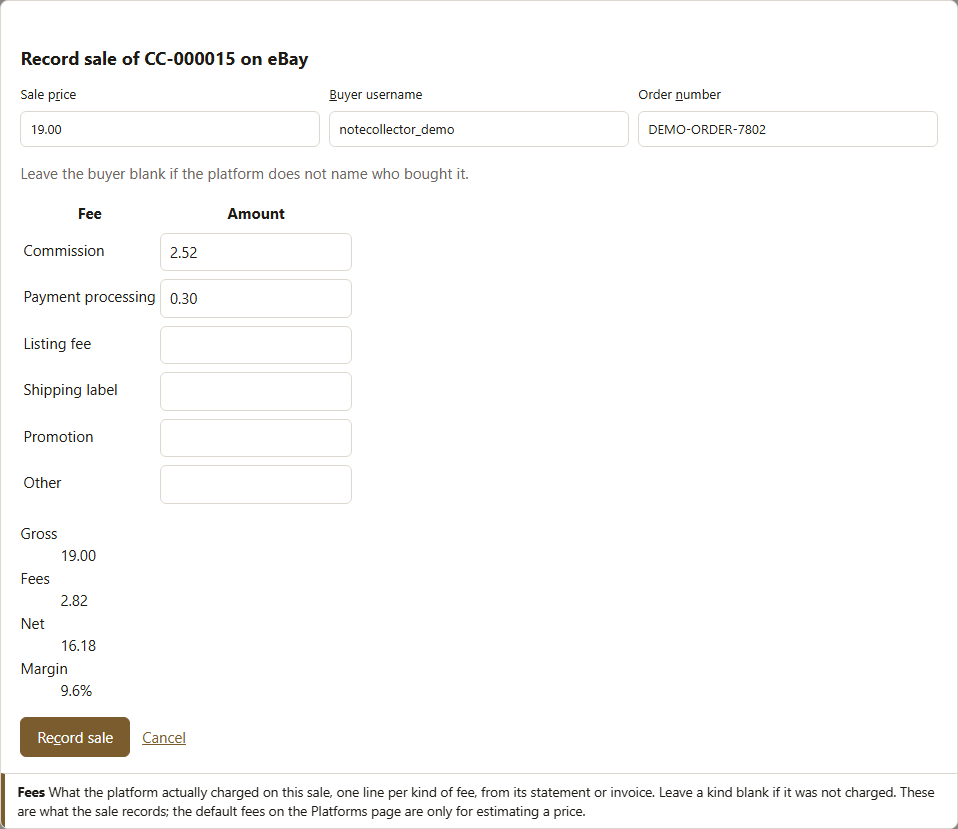 Record sale of CC-000015 on eBay
Sale price Buyer username Order number
19.00 notecollector_demo DEMO-ORDER-7802
Leave the buyer blank if the platform does not name who bought it.
Fee Amount
Commission 2.52
Payment processing 0.30
Listing fee
Shipping label
Promotion
Other
Gross
19.00
Fees
2.82
Net
16.18
Margin
9.6%
Record sale Cancel
Fees What the platform actually charged on this sale, one line per kind of fee, from its statement or invoice. Leave a kind blank if it was not charged. These
are what the sale records; the default fees on the Platforms page are only for estimating a price.